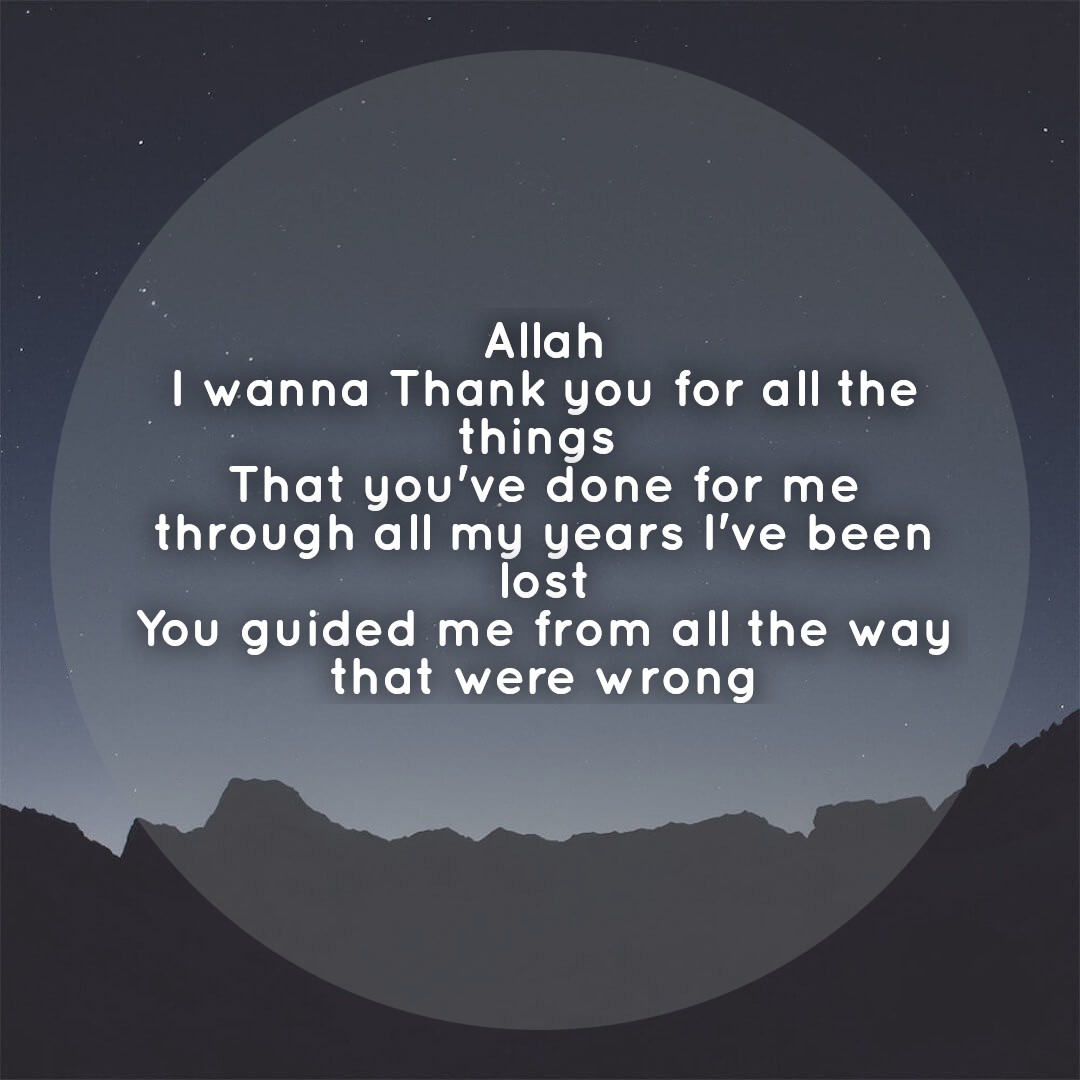 Allah
I wanna Thank you for all the
things
That you've done for me
through all my years I've been
lost
You guided me from all the way
that were wrong